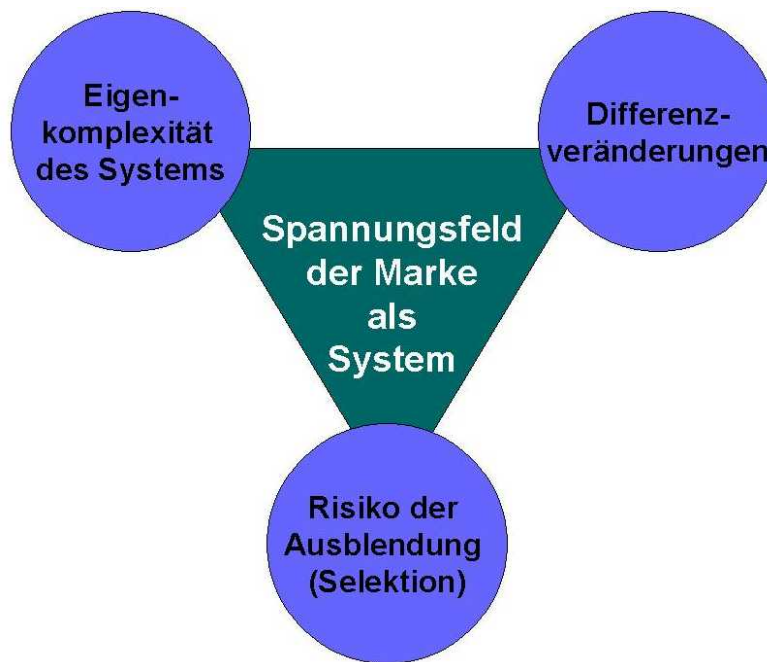 Eigen-
komplexität
des Systems
Differenz-
veränderungen
Spannungsfeld
der Marke
als
System
Risiko der
Ausblendung
(Selektion)